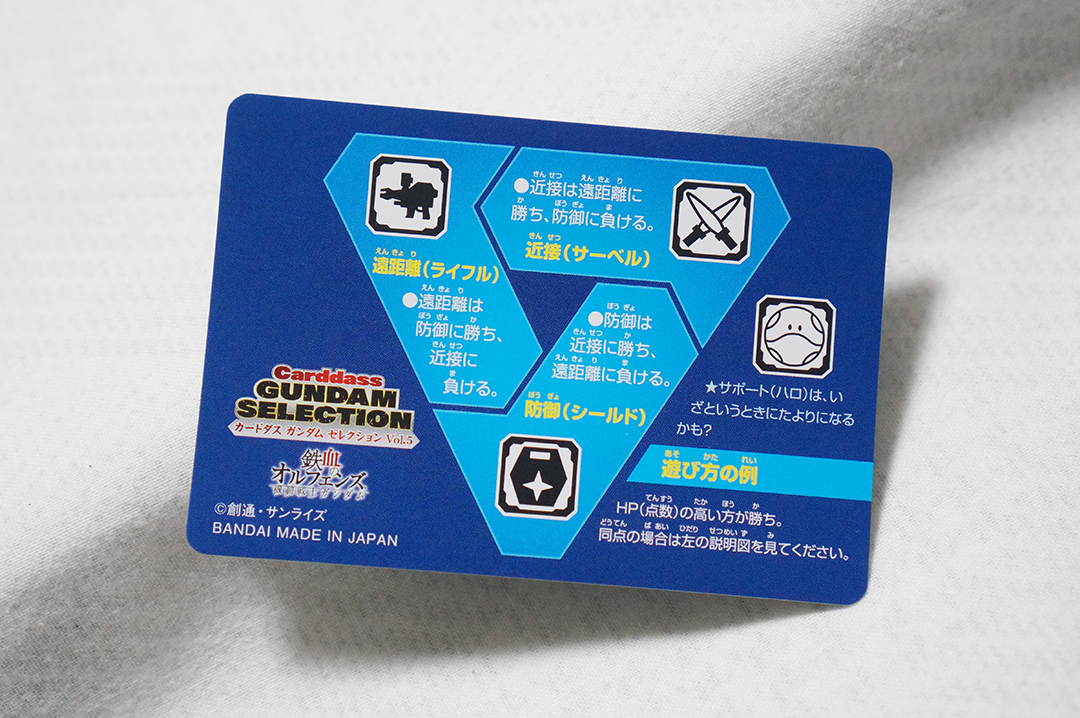 遠距離(ライフル)
●遠距離は
防御に勝ち、
近接に
負ける。
●近接は遠距離に
勝ち、防御に負ける。
近接(サーベル)
●防御は
近接に勝ち、
遠距離に負ける。
防御(シールド)
★サポート(ハロ)は、い
ざというときにたよりになる
かも?
遊び方の例
HP(点数)の高い方が勝ち。
同点の場合は左の説明図を見てください。
Carddass
GUNDAM
SELECTION
カードダス ガンダム セレクション Vol.5
鉄血の
オルフェンズ
機動戦士ガンダム
©創通・サンライズ
BANDAI MADE IN JAPAN